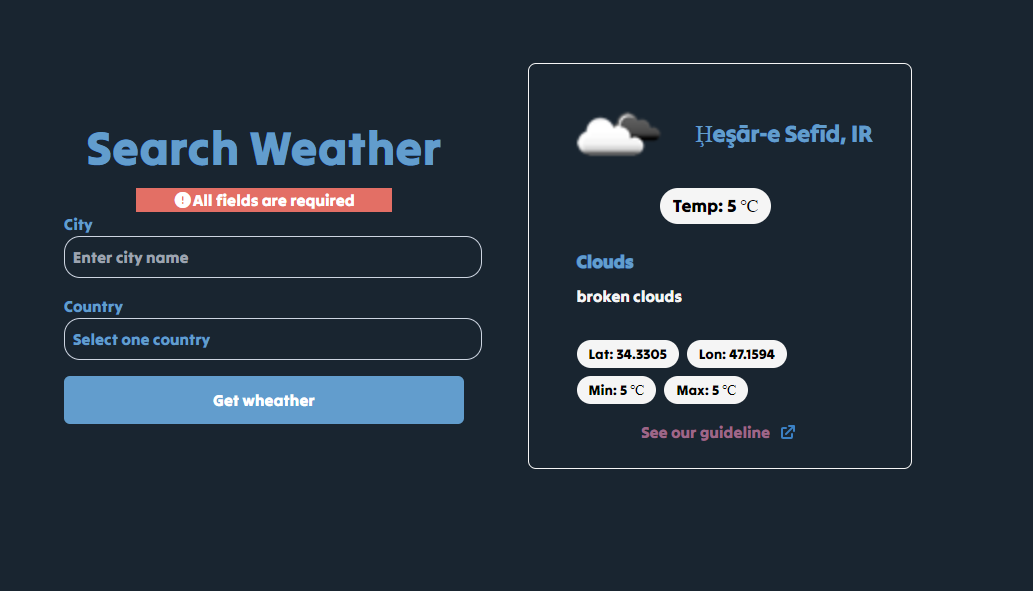 Search Weather
All fields are required
City
Enter city name
Country
Select one country
Get wheather
Ḩeşār-e Sefīd, IR
Temp: 5 ℃
Clouds
broken clouds
Lat: 34.3305 Lon: 47.1594
Min: 5 ℃ Max: 5 ℃
See our guideline